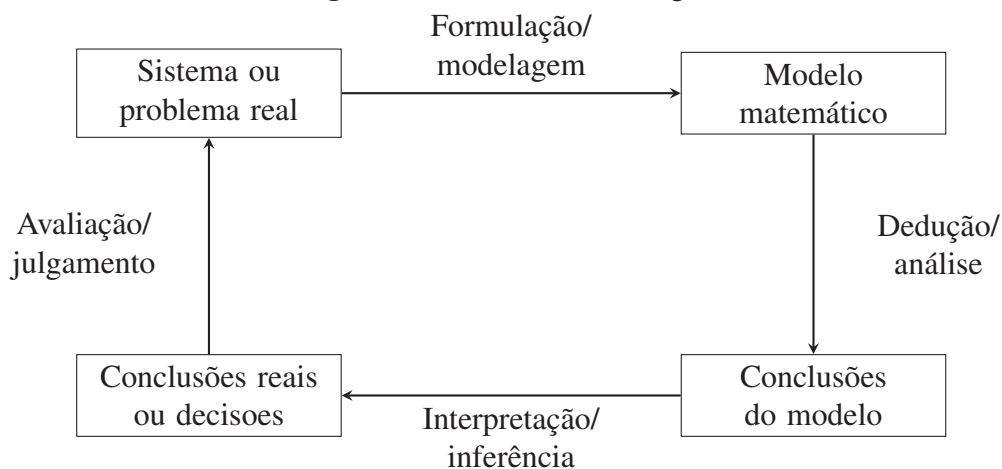 Formulação/
modelagem
Sistema ou
problema real
Modelo
matemático
Avaliação/
julgamento
Dedução/
análise
Conclusões reais
ou decisoes
Conclusões
do modelo
Interpretação/
inferência